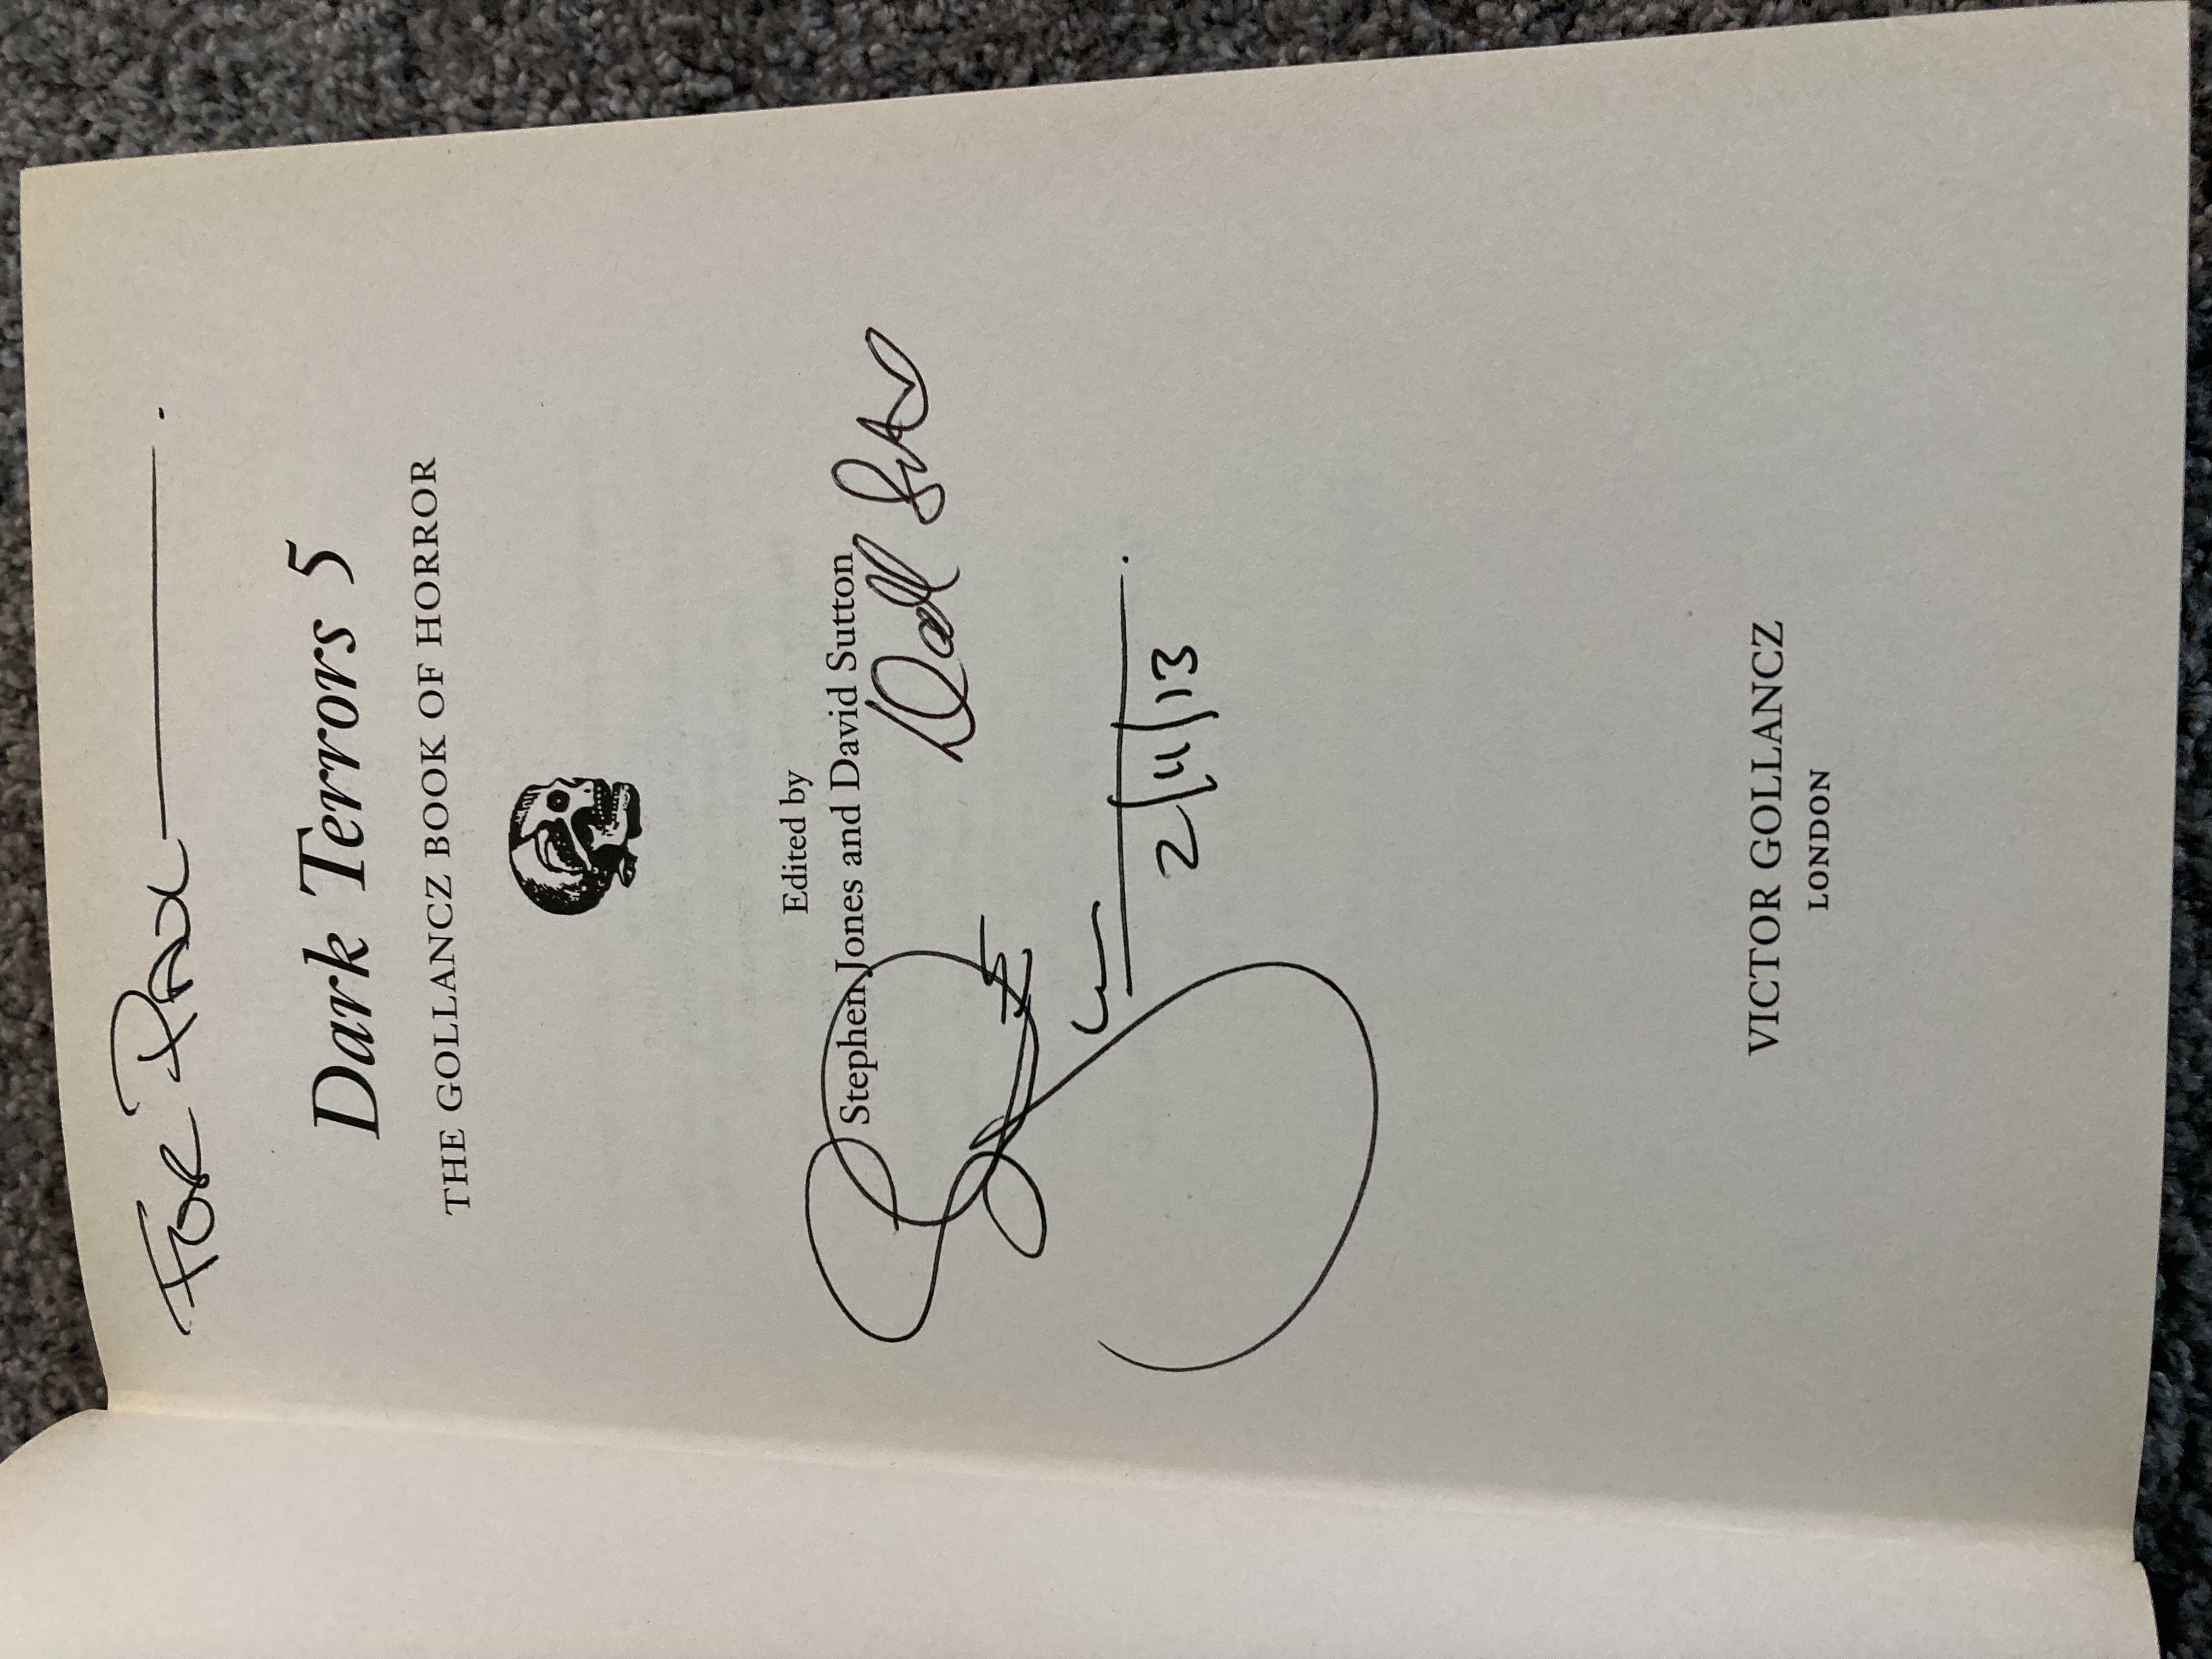 For Paul
Dark Terrors 5
THE GOLLANCZ BOOK OF HORROR
Edited by
Stephen Jones and David Sutton
2/11/13
VICTOR GOLLANCZ
LONDON